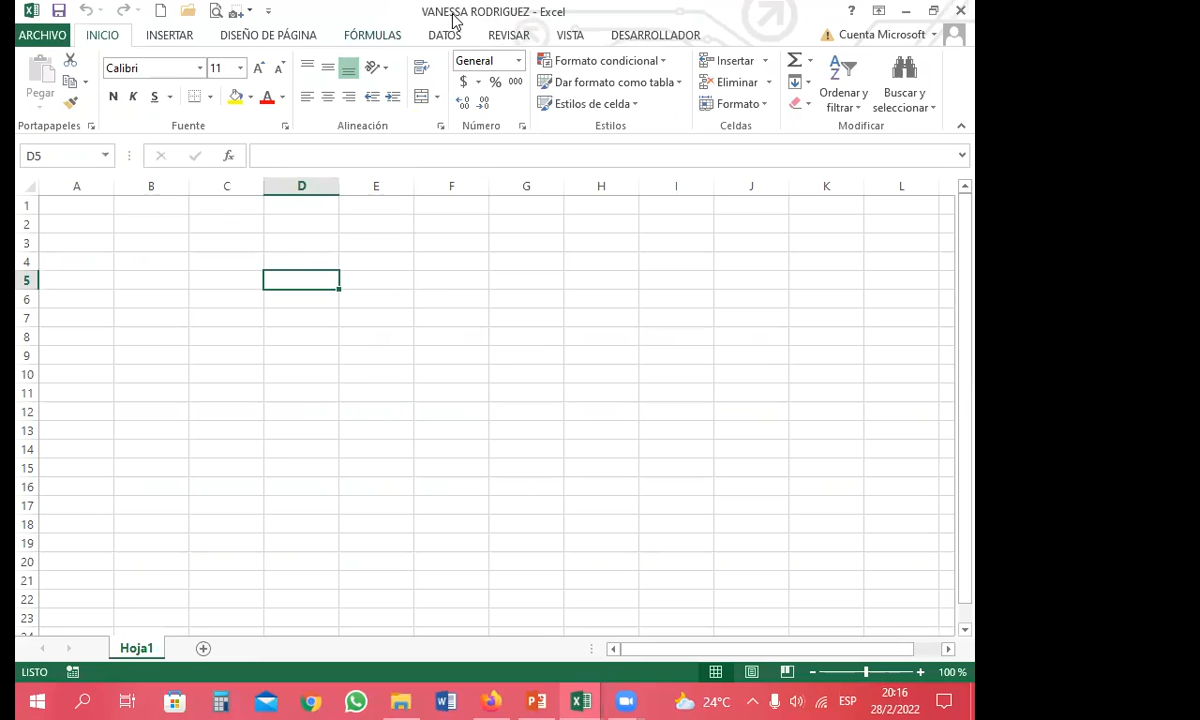 VANESSA RODRIGUEZ - Excel
?
ARCHIVO INICIO INSERTAR DISEÑO DE PÁGINA FÓRMULAS DATOS REVISAR VISTA DESARROLLADOR Cuenta Microsoft
Pegar
Calibri 11
N K S
General
$ % 000
Formato condicional
Dar formato como tabla
Estilos de celda
Insertar
Eliminar
Formato
Ordenar y filtrar
Buscar y seleccionar
Portapapeles Fuente Alineación Número Estilos Celdas Modificar
D5 fx
A B C D E F G H I J K L
1
2
3
4
5
6
7
8
9
10
11
12
13
14
15
16
17
18
19
20
21
22
23
24
Hoja1
LISTO 100 %
24°C ESP 20:16
28/2/2022